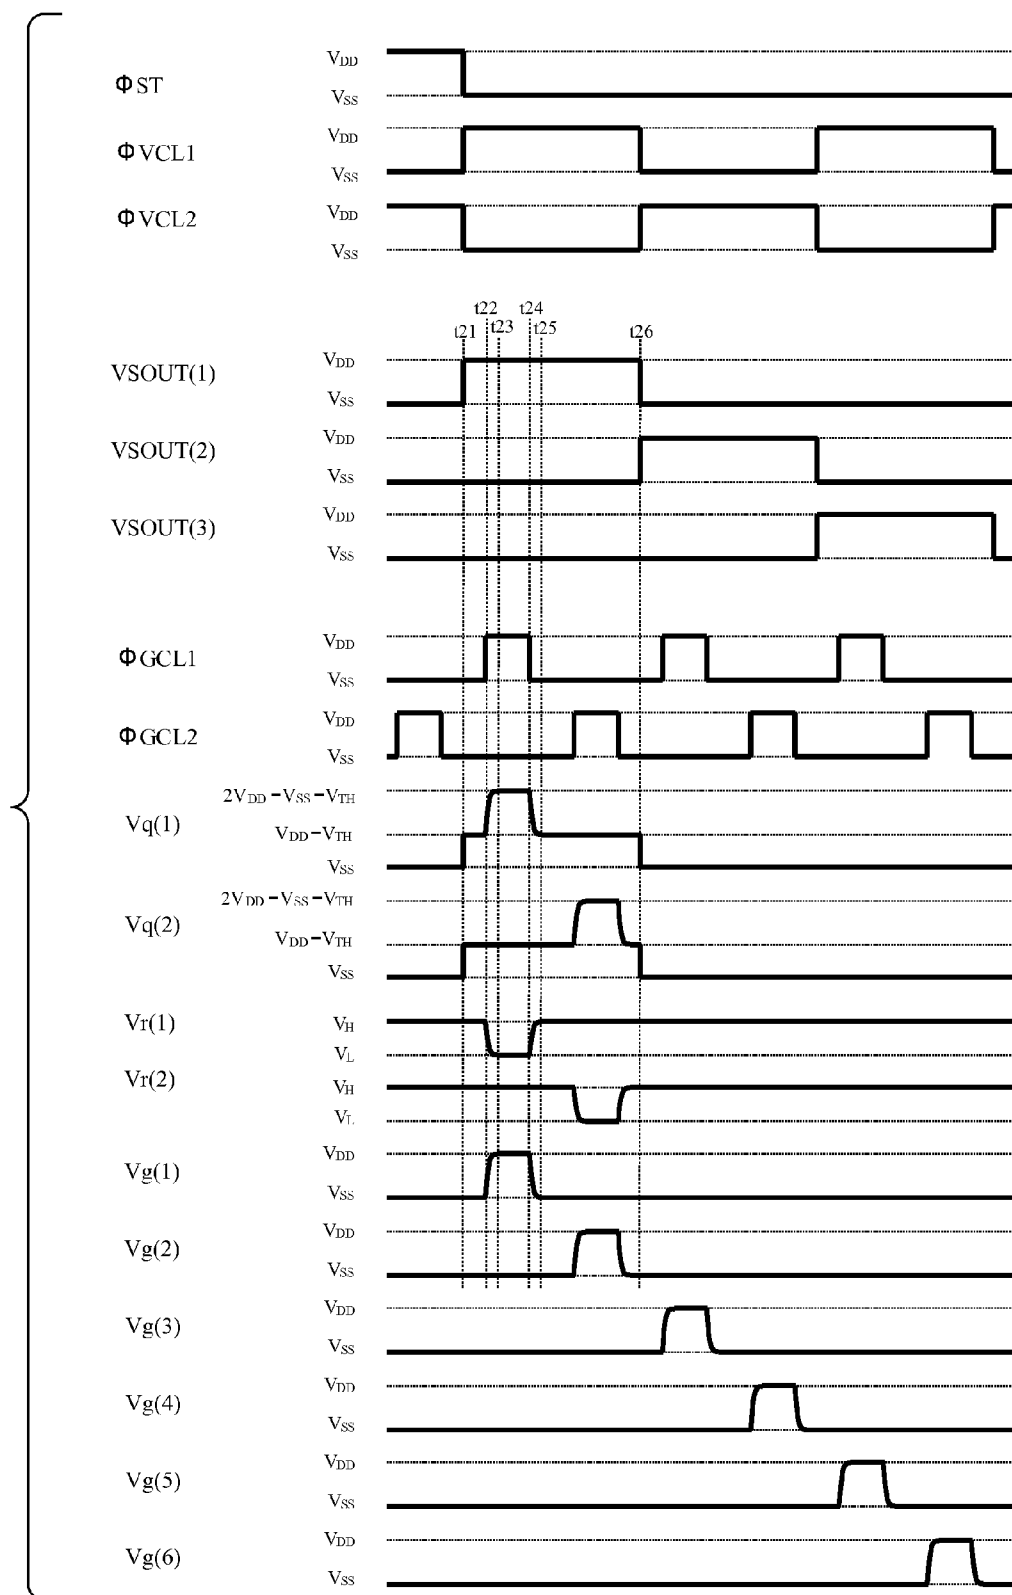 ΦST
VDD
VSS
ΦVCL1
VDD
VSS
ΦVCL2
VDD
VSS
t21
t22
t23
t24
t25
t26
VSOUT(1)
VDD
VSS
VSOUT(2)
VDD
VSS
VSOUT(3)
VDD
VSS
ΦGCL1
VDD
VSS
ΦGCL2
VDD
VSS
Vq(1)
2VDD-VSS-VTH
VDD-VTH
VSS
Vq(2)
2VDD-VSS-VTH
VDD-VTH
VSS
Vr(1)
VH
VL
Vr(2)
VH
VL
Vg(1)
VDD
VSS
Vg(2)
VDD
VSS
Vg(3)
VDD
VSS
Vg(4)
VDD
VSS
Vg(5)
VDD
VSS
Vg(6)
VDD
VSS